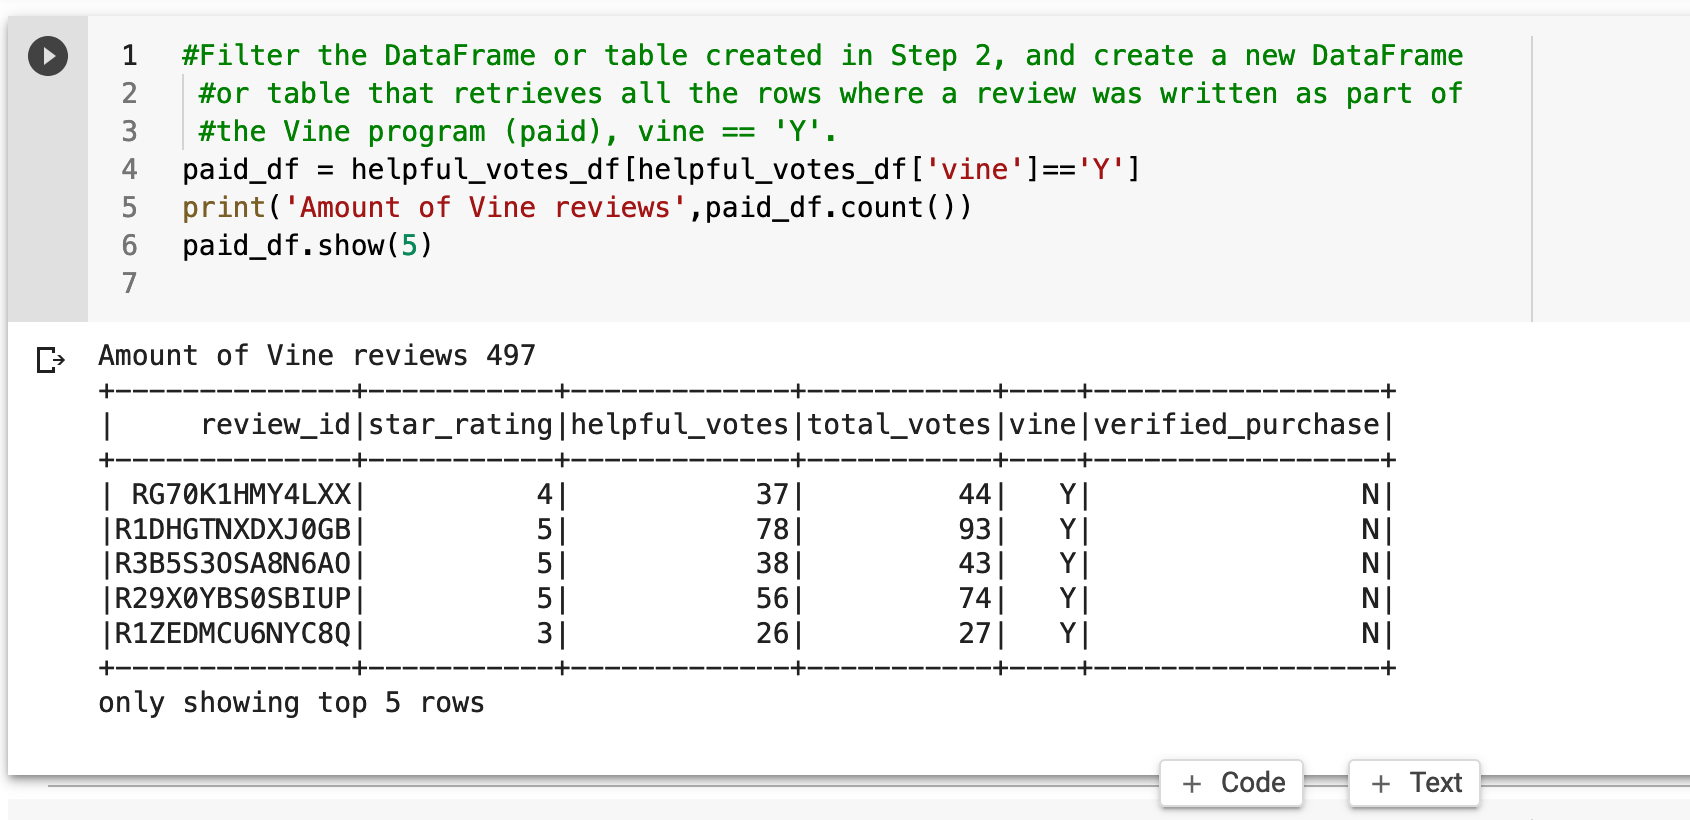 1 #Filter the DataFrame or table created in Step 2, and create a new DataFrame
2 #or table that retrieves all the rows where a review was written as part of
3 #the Vine program (paid), vine == 'Y'.
4 paid_df = helpful_votes_df[helpful_votes_df['vine']=='Y']
5 print('Amount of Vine reviews',paid_df.count())
6 paid_df.show(5)
7
Amount of Vine reviews 497
+--------------+-----------+-------------+-----------+----+-----------------+
|     review_id|star_rating|helpful_votes|total_votes|vine|verified_purchase|
+--------------+-----------+-------------+-----------+----+-----------------+
| RG70K1HMY4LXX|          4|           37|         44|   Y|                N|
|R1DHGTNXDXJ0GB|          5|           78|         93|   Y|                N|
|R3B5S3OSA8N6AO|          5|           38|         43|   Y|                N|
|R29X0YBS0SBIUP|          5|           56|         74|   Y|                N|
|R1ZEDMCU6NYC8Q|          3|           26|         27|   Y|                N|
+--------------+-----------+-------------+-----------+----+-----------------+
only showing top 5 rows
+ Code + Text